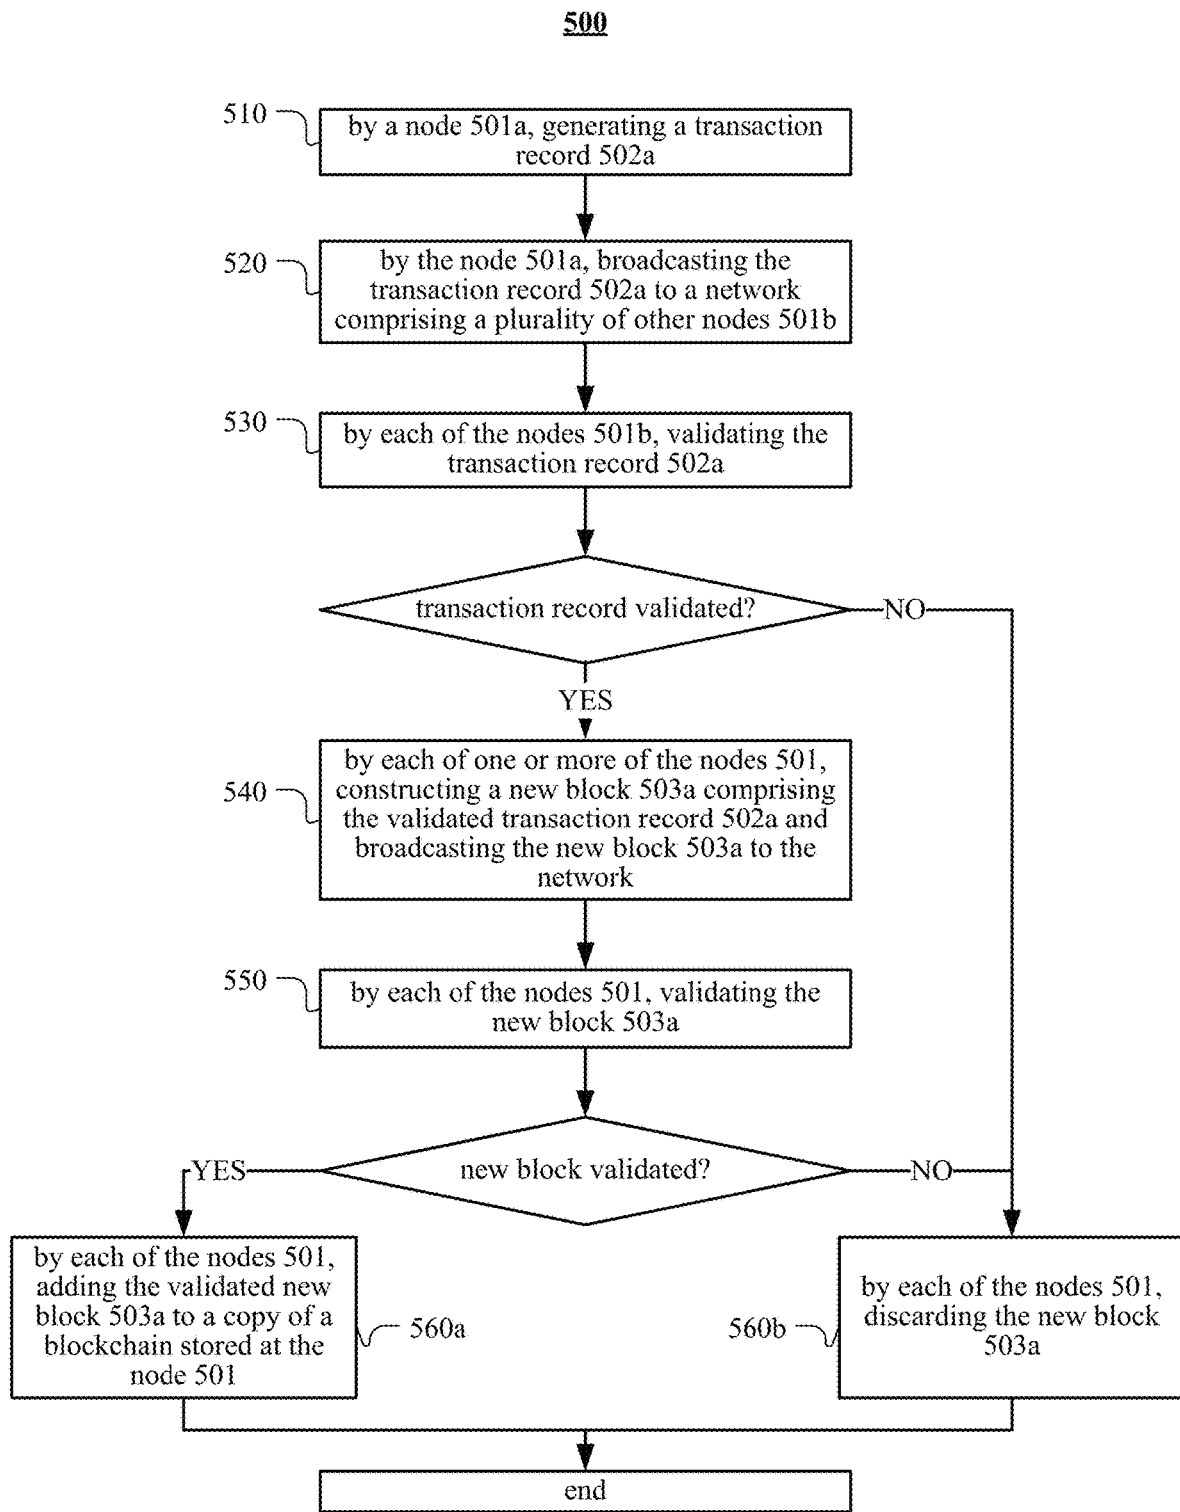 500
510
by a node 501a, generating a transaction
record 502a
520
by the node 501a, broadcasting the
transaction record 502a to a network
comprising a plurality of other nodes 501b
530
by each of the nodes 501b, validating the
transaction record 502a
transaction record validated?
NO
YES
540
by each of one or more of the nodes 501,
constructing a new block 503a comprising
the validated transaction record 502a and
broadcasting the new block 503a to the
network
550
by each of the nodes 501, validating the
new block 503a
YES
new block validated?
NO
by each of the nodes 501,
adding the validated new
block 503a to a copy of a
blockchain stored at the
node 501
560a
560b
by each of the nodes 501,
discarding the new block
503a
end